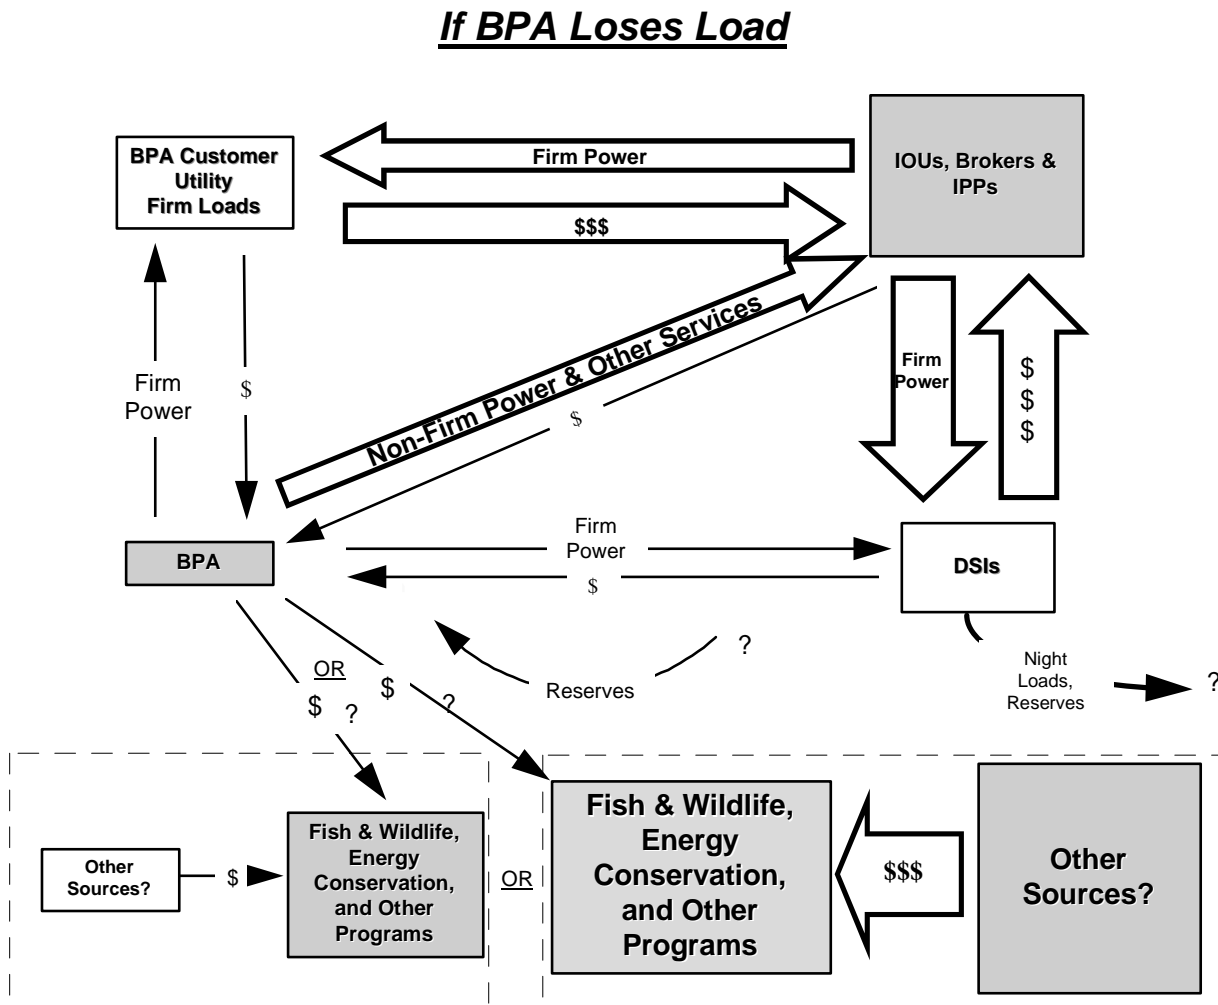 If BPA Loses Load
BPA Customer
Utility
Firm Loads
Firm Power
IOUs, Brokers &
IPPs
$$$
Firm
Power
$
Non-Firm Power & Other Services
$
Firm
Power
$
$
$
BPA
Firm
Power
$
DSIs
?
Reserves
Night
Loads,
Reserves
?
OR
$
?
$
?
Other
Sources?
$
Fish & Wildlife,
Energy
Conservation,
and Other
Programs
OR
Fish & Wildlife,
Energy
Conservation,
and Other
Programs
$$$
Other
Sources?